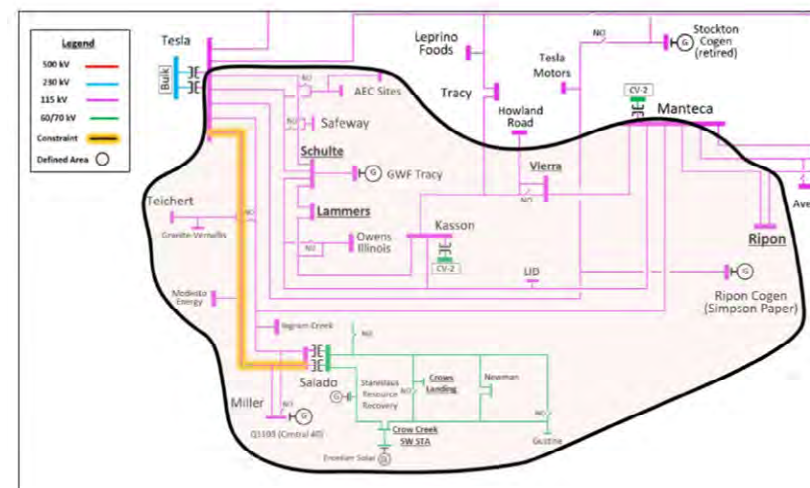 Legend
500 kV
230 kV
115 kV
60/70 kV
Constraint
Defined Area
Tesla
Bulk
NO
AEC Sites
Safeway
Schulte
G
GWF Tracy
Lammers
Owens
Illinois
NO
Teichert
NO
Granite-Vernalis
Modesto
Energy
Ingram Creek
Salado
Miller
NO
G
Q1103 (Central 40)
Leprino
Foods
Tracy
Howland
Road
Tesla
Motors
NO
G
Stockton
Cogen
(retired)
CV-2
Manteca
Vierra
NO
Kasson
CV-2
LID
Ripon
Ave
G
Ripon Cogen
(Simpson Paper)
NO
Stanislaus
Resource
Recovery
G
Crows
Landing
NO
Newman
NO
Gustine
Crow Creek
SW STA
Frontier Solar
G